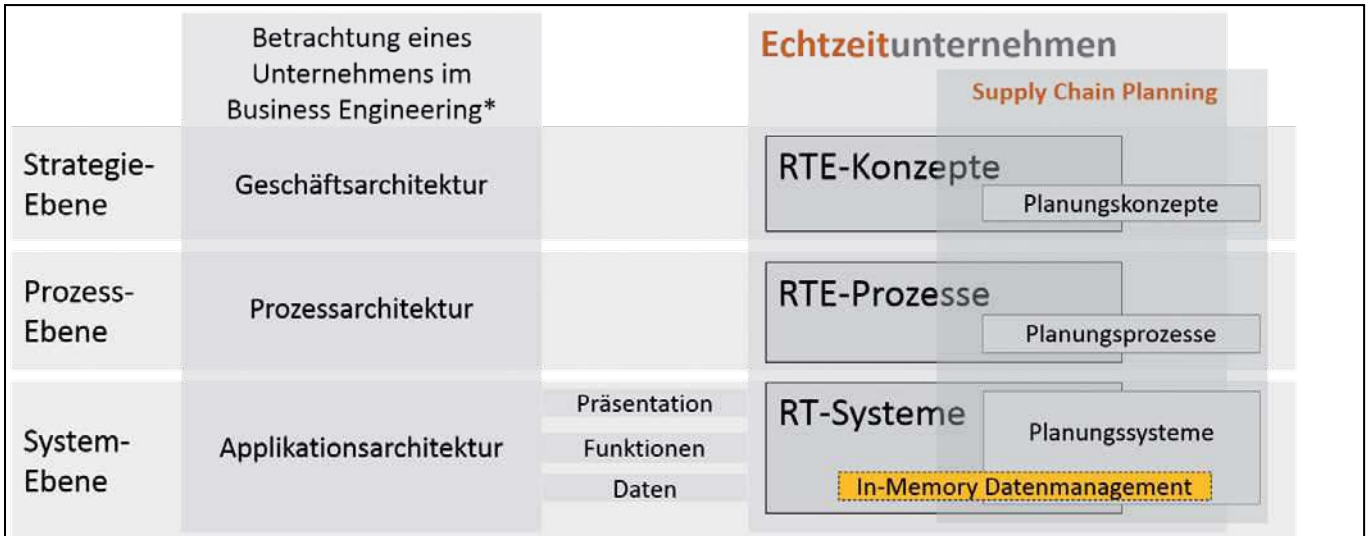 Betrachtung eines
Unternehmens im
Business Engineering*
Echtzeitunternehmen
Supply Chain Planning
Strategie-
Ebene
Geschäftsarchitektur
RTE-Konzepte
Planungskonzepte
Prozess-
Ebene
Prozessarchitektur
RTE-Prozesse
Planungsprozesse
System-
Ebene
Applikationsarchitektur
Präsentation
Funktionen
Daten
RT-Systeme
Planungssysteme
In-Memory Datenmanagement